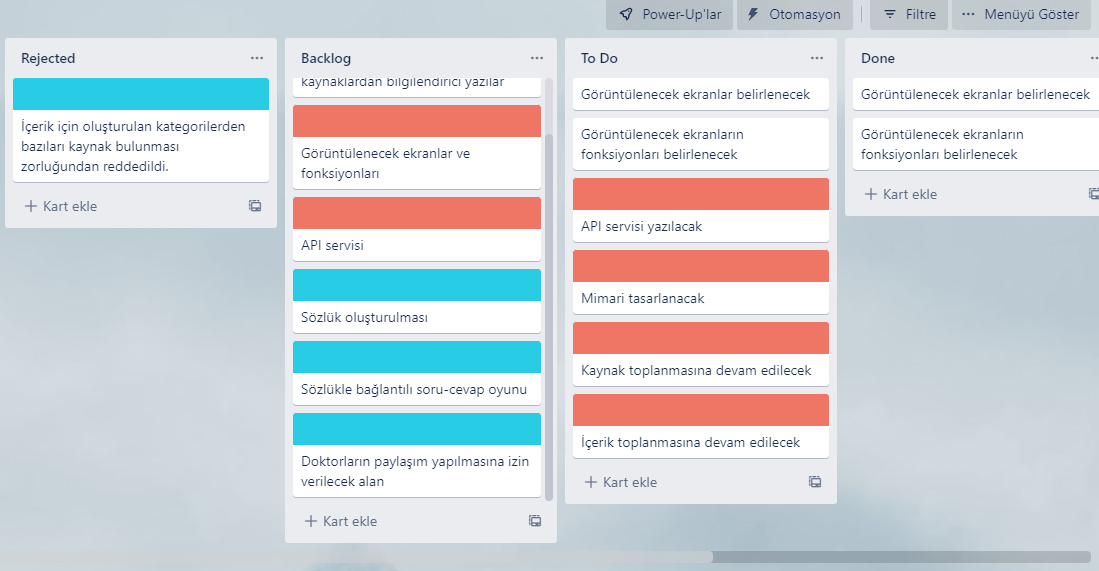 Power-Up'lar
Otomasyon
Filtre
Menüyü Göster
Rejected
İçerik için oluşturulan kategorilerden
bazıları kaynak bulunması
zorluğundan reddedildi.
Kart ekle
Backlog
kaynaklardan bilgilendirici yazılar
Görüntülenecek ekranlar ve
fonksiyonları
API servisi
Sözlük oluşturulması
Sözlükle bağlantılı soru-cevap oyunu
Doktorların paylaşım yapılmasına izin
verilecek alan
Kart ekle
To Do
Görüntülenecek ekranlar belirlenecek
Görüntülenecek ekranların
fonksiyonları belirlenecek
API servisi yazılacak
Mimari tasarlanacak
Kaynak toplanmasına devam edilecek
İçerik toplanmasına devam edilecek
Kart ekle
Done
Görüntülenecek ekranlar belirlenecek
Görüntülenecek ekranların
fonksiyonları belirlenecek
Kart ekle